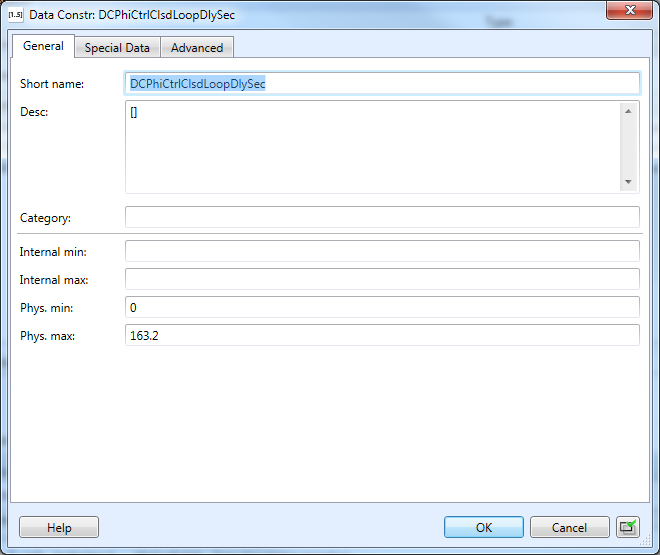 [1..5] Data Constr: DCPhiCtrlClsdLoopDlySec
Type
General Special Data Advanced
Short name: DCPhiCtrlClsdLoopDlySec
Desc: []
Category:
Internal min:
Internal max:
Phys. min: 0
Phys. max: 163.2
Help OK Cancel